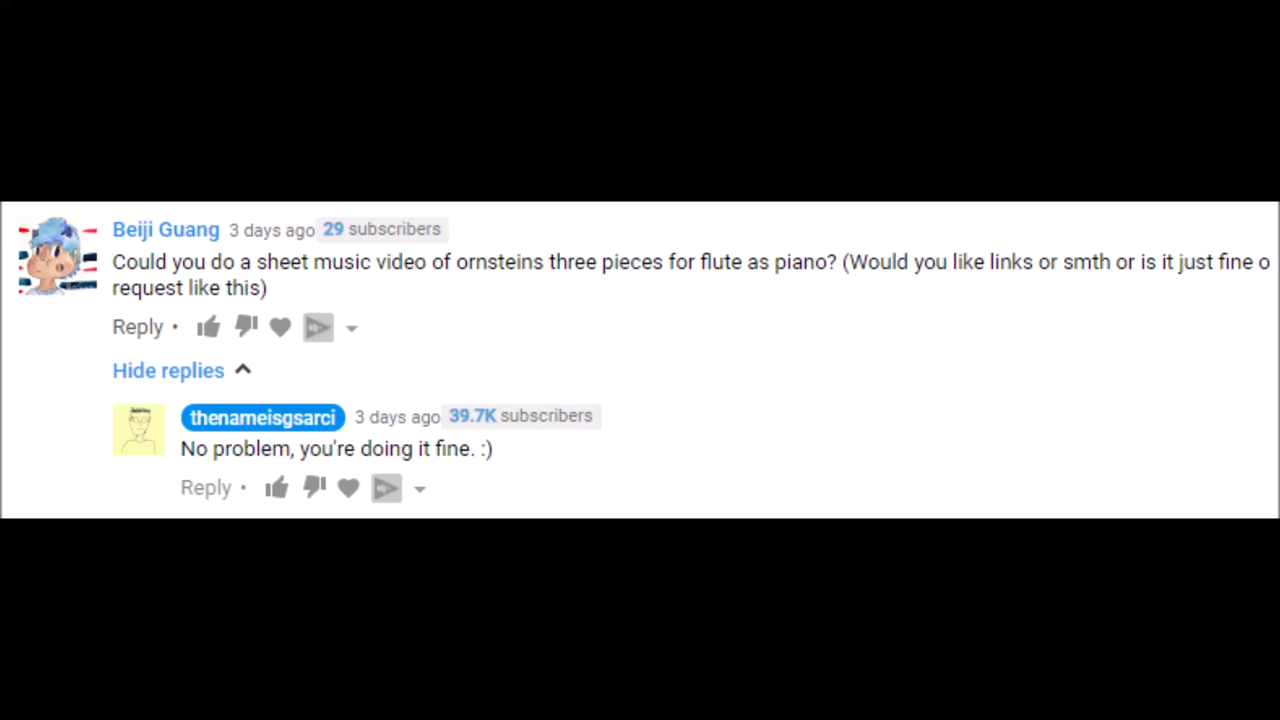 Beiji Guang 3 days ago 29 subscribers
Could you do a sheet music video of ornsteins three pieces for flute as piano? (Would you like links or smth or is it just fine o
request like this)
Reply •
Hide replies
thenameisgsarci 3 days ago 39.7K subscribers
No problem, you're doing it fine. :)
Reply •